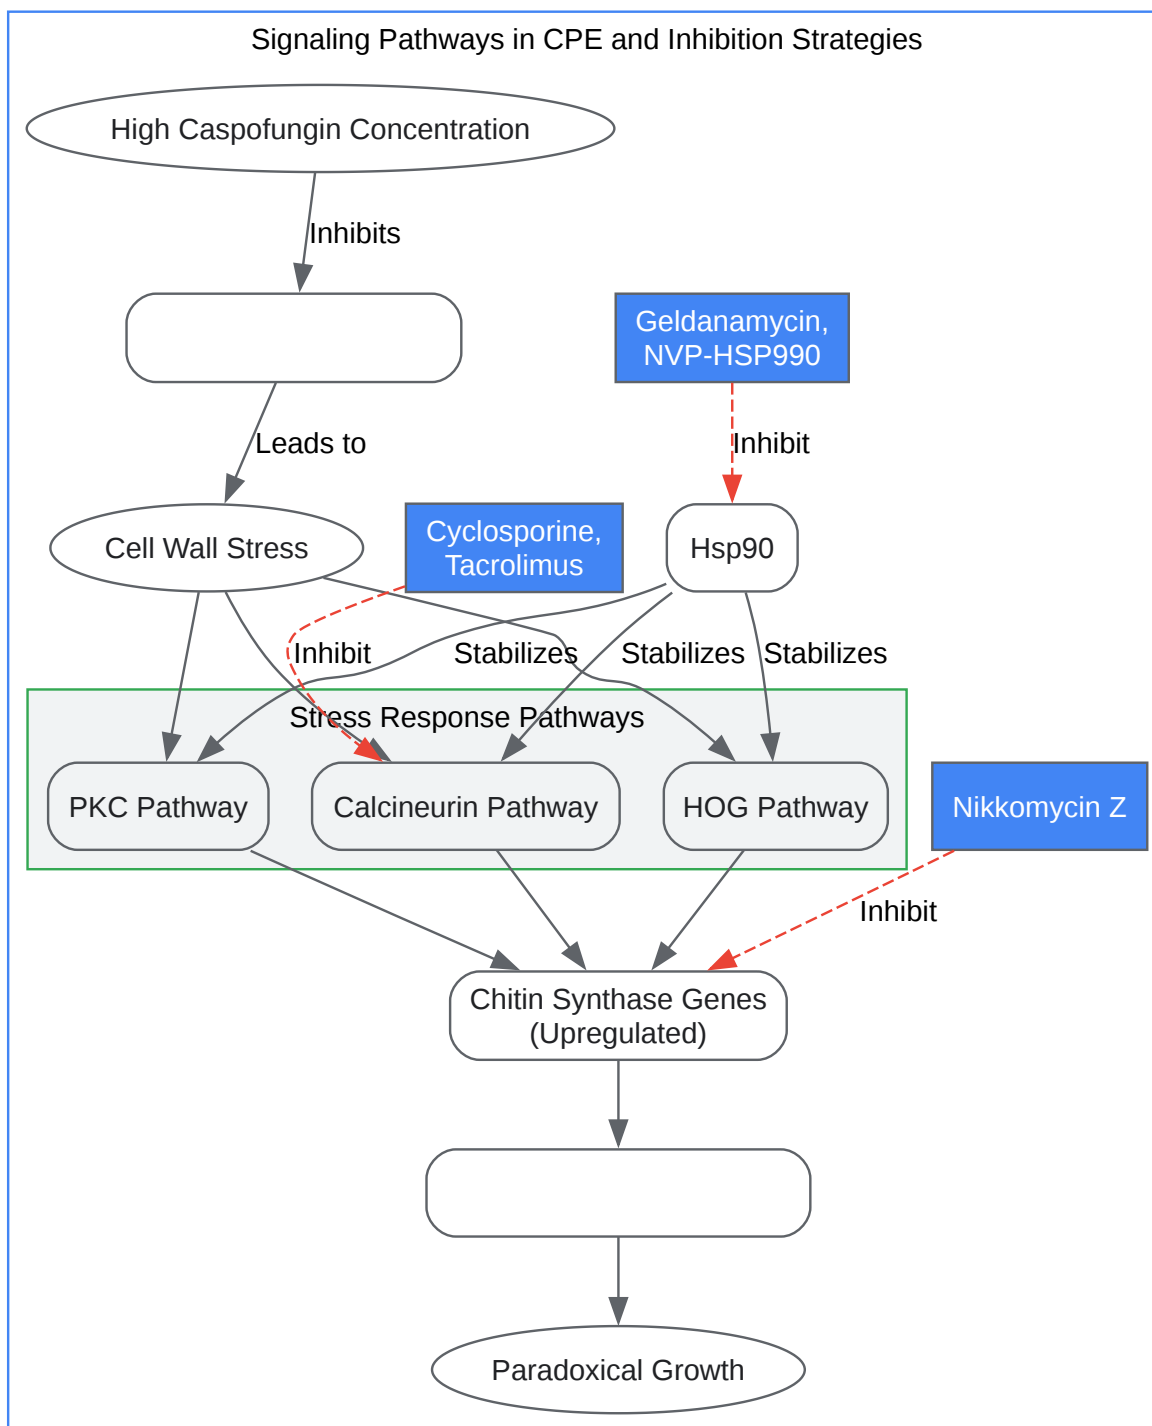 Signaling Pathways in CPE and Inhibition Strategies
High Caspofungin Concentration
Inhibits
Geldanamycin,
NVP-HSP990
Leads to
Inhibit
Cell Wall Stress
Cyclosporine,
Tacrolimus
Hsp90
Inhibit
Stabilizes
Stabilizes
Stabilizes
Stress Response Pathways
PKC Pathway
Calcineurin Pathway
HOG Pathway
Nikkomycin Z
Inhibit
Chitin Synthase Genes
(Upregulated)
Paradoxical Growth